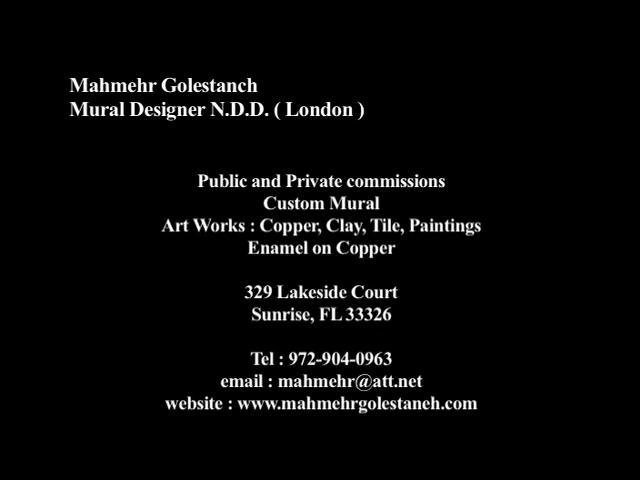 Mahmehr Golestanch
Mural Designer N.D.D. ( London )
Public and Private commissions
Custom Mural
Art Works : Copper, Clay, Tile, Paintings
Enamel on Copper
329 Lakeside Court
Sunrise, FL 33326
Tel : 972-904-0963
email : mahmehr@att.net
website : www.mahmehrgolestaneh.com